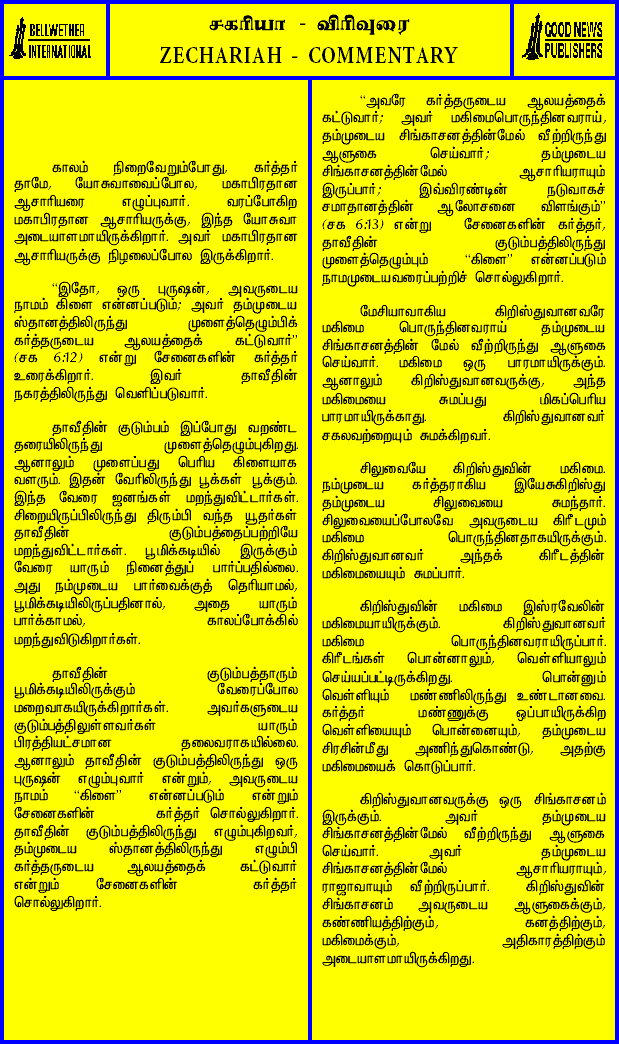 BELLWETHER
INTERNATIONAL
சகரியா - விரிவுரை
ZECHARIAH - COMMENTARY
GOOD NEWS
PUBLISHERS
காலம் நிறைவேறும்போது, கர்த்தர்
தாமே, யோசுவாவைப்போல, மகாபிரதான
ஆசாரியரை எழுப்புவார். வரப்போகிற
மகாபிரதான ஆசாரியருக்கு, இந்த யோசுவா
அடையாளமாயிருக்கிறார். அவர் மகாபிரதான
ஆசாரியருக்கு நிழலைப்போல இருக்கிறார்.
“இதோ, ஒரு புருஷன், அவருடைய
நாமம் கிளை என்னப்படும்; அவர் தம்முடைய
ஸ்தானத்திலிருந்து முளைத்தெழும்பிக்
கர்த்தருடைய ஆலயத்தைக் கட்டுவார்”
(சக 6:12) என்று சேனைகளின் கர்த்தர்
உரைக்கிறார். இவர் தாவீதின்
நகரத்திலிருந்து வெளிப்படுவார்.
தாவீதின் குடும்பம் இப்போது வறண்ட
தரையிலிருந்து முளைத்தெழும்புகிறது.
ஆனாலும் முளைப்பது பெரிய கிளையாக
வளரும். இதன் வேரிலிருந்து பூக்கள் பூக்கும்.
இந்த வேரை ஜனங்கள் மறந்துவிட்டார்கள்.
சிறையிருப்பிலிருந்து திரும்பி வந்த யூதர்கள்
தாவீதின் குடும்பத்தைப்பற்றியே
மறந்துவிட்டார்கள். பூமிக்கடியில் இருக்கும்
வேரை யாரும் நினைத்துப் பார்ப்பதில்லை.
அது நம்முடைய பார்வைக்குத் தெரியாமல்,
பூமிக்கடியிலிருப்பதினால், அதை யாரும்
பார்க்காமல், காலப்போக்கில்
மறந்துவிடுகிறார்கள்.
தாவீதின் குடும்பத்தாரும்
பூமிக்கடியிலிருக்கும் வேரைப்போல
மறைவாகயிருக்கிறார்கள். அவர்களுடைய
குடும்பத்திலுள்ளவர்கள் யாரும்
பிரத்தியட்சமான தலைவராகயில்லை.
ஆனாலும் தாவீதின் குடும்பத்திலிருந்து ஒரு
புருஷன் எழும்புவார் என்றும், அவருடைய
நாமம் “கிளை” என்னப்படும் என்றும்
சேனைகளின் கர்த்தர் சொல்லுகிறார்.
தாவீதின் குடும்பத்திலிருந்து எழும்புகிறவர்,
தம்முடைய ஸ்தானத்திலிருந்து எழும்பி
கர்த்தருடைய ஆலயத்தைக் கட்டுவார்
என்றும் சேனைகளின் கர்த்தர்
சொல்லுகிறார்.
“அவரே கர்த்தருடைய ஆலயத்தைக்
கட்டுவார்; அவர் மகிமைபொருந்தினவராய்,
தம்முடைய சிங்காசனத்தின்மேல் வீற்றிருந்து
ஆளுகை செய்வார்; தம்முடைய
சிங்காசனத்தின்மேல் ஆசாரியராயும்
இருப்பார்; இவ்விரண்டின் நடுவாகச்
சமாதானத்தின் ஆலோசனை விளங்கும்”
(சக 6:13) என்று சேனைகளின் கர்த்தர்,
தாவீதின் குடும்பத்திலிருந்து
முளைத்தெழும்பும் “கிளை” என்னப்படும்
நாமமுடையவரைப்பற்றிச் சொல்லுகிறார்.
மேசியாவாகிய கிறிஸ்துவானவரே
மகிமை பொருந்தினவராய் தம்முடைய
சிங்காசனத்தின் மேல் வீற்றிருந்து ஆளுகை
செய்வார். மகிமை ஒரு பாரமாயிருக்கும்.
ஆனாலும் கிறிஸ்துவானவருக்கு, அந்த
மகிமையை சுமப்பது மிகப்பெரிய
பாரமாயிருக்காது. கிறிஸ்துவானவர்
சகலவற்றையும் சுமக்கிறவர்.
சிலுவையே கிறிஸ்துவின் மகிமை.
நம்முடைய கர்த்தராகிய இயேசுகிறிஸ்து
தம்முடைய சிலுவையை சுமந்தார்.
சிலுவையைப்போலவே அவருடைய கிரீடமும்
மகிமை பொருந்தினதாகயிருக்கும்.
கிறிஸ்துவானவர் அந்தக் கிரீடத்தின்
மகிமையையும் சுமப்பார்.
கிறிஸ்துவின் மகிமை இஸ்ரவேலின்
மகிமையாயிருக்கும். கிறிஸ்துவானவர்
மகிமை பொருந்தினவராயிருப்பார்.
கிரீடங்கள் பொன்னாலும், வெள்ளியாலும்
செய்யப்பட்டிருக்கிறது. பொன்னும்
வெள்ளியும் மண்ணிலிருந்து உண்டானவை.
கர்த்தர் மண்ணுக்கு ஒப்பாயிருக்கிற
வெள்ளியையும் பொன்னையும், தம்முடைய
சிரசின்மீது அணிந்துகொண்டு, அதற்கு
மகிமையைக் கொடுப்பார்.
கிறிஸ்துவானவருக்கு ஒரு சிங்காசனம்
இருக்கும். அவர் தம்முடைய
சிங்காசனத்தின்மேல் வீற்றிருந்து ஆளுகை
செய்வார். அவர் தம்முடைய
சிங்காசனத்தின்மேல் ஆசாரியராயும்,
ராஜாவாயும் வீற்றிருப்பார். கிறிஸ்துவின்
சிங்காசனம் அவருடைய ஆளுகைக்கும்,
கண்ணியத்திற்கும், கனத்திற்கும்,
மகிமைக்கும், அதிகாரத்திற்கும்
அடையாளமாயிருக்கிறது.